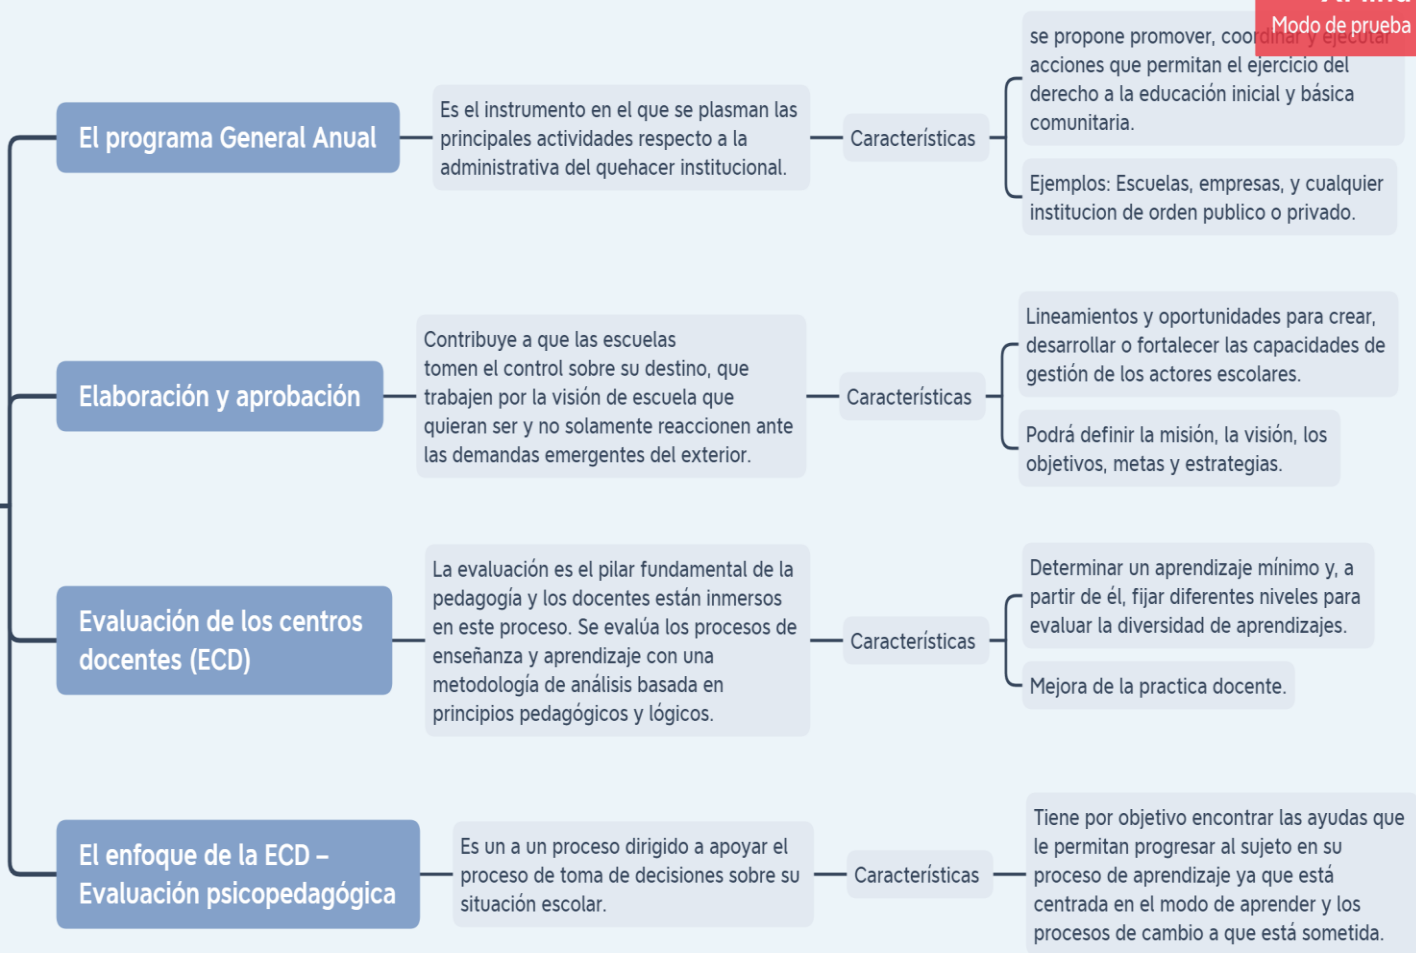 Modo de prueba
El programa General Anual
Es el instrumento en el que se plasman las
principales actividades respecto a la
administrativa del quehacer institucional.
Características
se propone promover, coordinar y ejecutar
acciones que permitan el ejercicio del
derecho a la educación inicial y básica
comunitaria.
Ejemplos: Escuelas, empresas, y cualquier
institucion de orden publico o privado.
Elaboración y aprobación
Contribuye a que las escuelas
tomen el control sobre su destino, que
trabajen por la visión de escuela que
quieran ser y no solamente reaccionen ante
las demandas emergentes del exterior.
Características
Lineamientos y oportunidades para crear,
desarrollar o fortalecer las capacidades de
gestión de los actores escolares.
Podrá definir la misión, la visión, los
objetivos, metas y estrategias.
Evaluación de los centros
docentes (ECD)
La evaluación es el pilar fundamental de la
pedagogía y los docentes están inmersos
en este proceso. Se evalúa los procesos de
enseñanza y aprendizaje con una
metodología de análisis basada en
principios pedagógicos y lógicos.
Características
Determinar un aprendizaje mínimo y, a
partir de él, fijar diferentes niveles para
evaluar la diversidad de aprendizajes.
Mejora de la practica docente.
El enfoque de la ECD –
Evaluación psicopedagógica
Es un a un proceso dirigido a apoyar el
proceso de toma de decisiones sobre su
situación escolar.
Características
Tiene por objetivo encontrar las ayudas que
le permitan progresar al sujeto en su
proceso de aprendizaje ya que está
centrada en el modo de aprender y los
procesos de cambio a que está sometida.